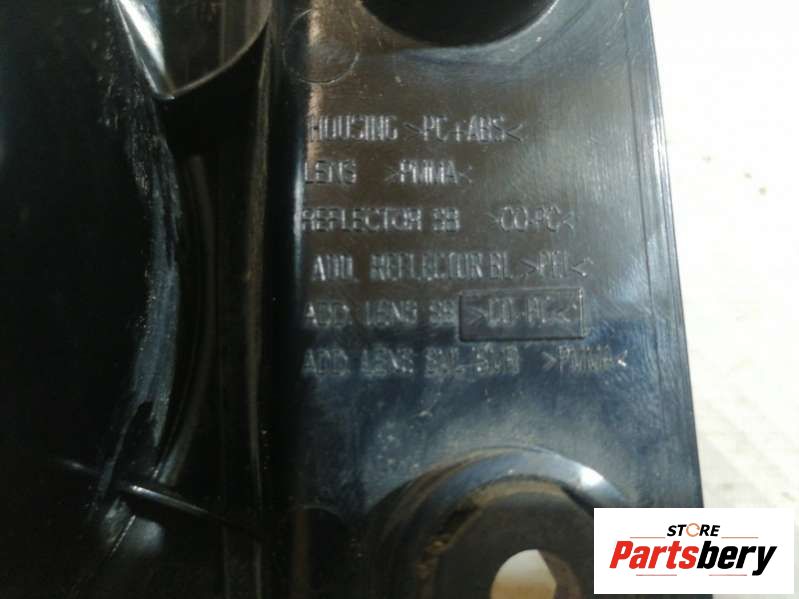 HOUSING >PC+ABS<
LENS >PMMA<
REFLECTOR SB >CO-PC<
ADD. REFLECTOR BL >PEI<
ADD. LENS SB >CO-PC<
ADD. LENS >PMMA<
STORE
Partsbery